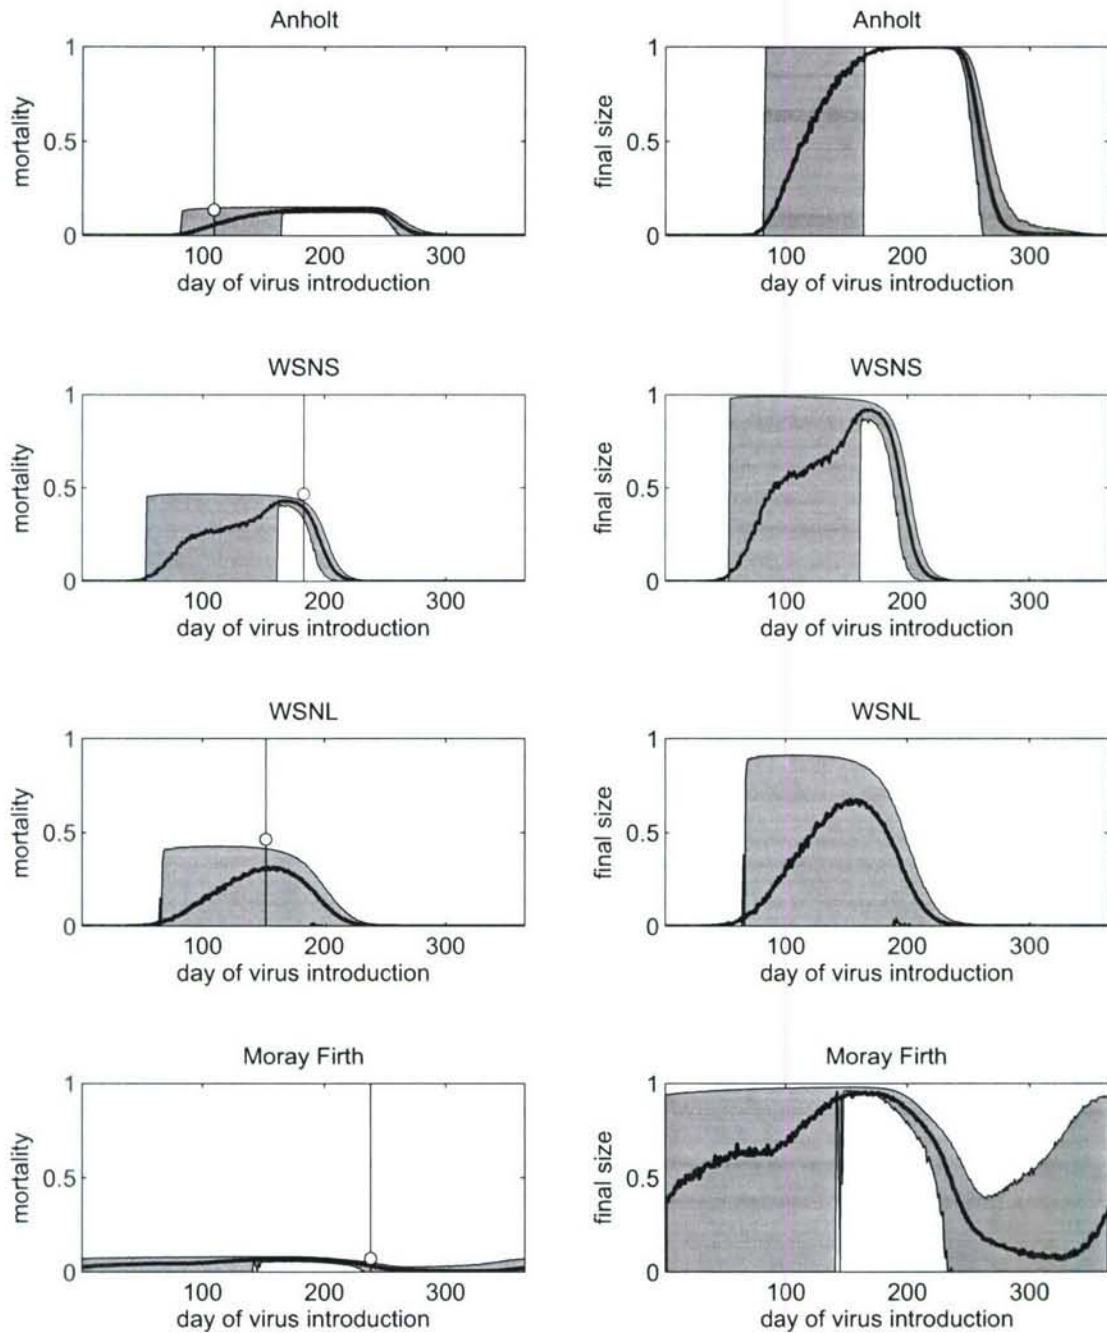 Anholt
1
0.5
0
mortality
100 200 300
day of virus introduction
Anholt
1
0.5
0
final size
100 200 300
day of virus introduction
WSNS
1
0.5
0
mortality
100 200 300
day of virus introduction
WSNS
1
0.5
0
final size
100 200 300
day of virus introduction
WSNL
1
0.5
0
mortality
100 200 300
day of virus introduction
WSNL
1
0.5
0
final size
100 200 300
day of virus introduction
Moray Firth
1
0.5
0
mortality
100 200 300
day of virus introduction
Moray Firth
1
0.5
0
final size
100 200 300
day of virus introduction